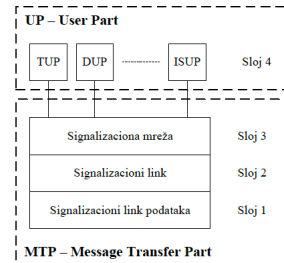 UP – User Part
TUP DUP ISUP Sloj 4
Signalizaciona mreža Sloj 3
Signalizacioni link Sloj 2
Signalizacioni link podataka Sloj 1
MTP – Message Transfer Part